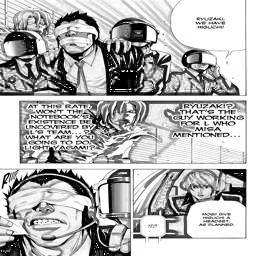 RYUZAKI,
WE HAVE
HIGUCHI!
AT THIS RATE,
WON'T THE
NOTEBOOK'S
EXISTENCE BE
UNCOVERED BY
L'S TEAM...?
WHAT ARE YOU
GOING TO DO,
LIGHT YAGAMI?
RYUZAKI?
THAT'S THE
GUY WORKING
FOR L WHO
MISA
MENTIONED...
MOGI, GIVE
HIGUCHI A
HEADSET,
AS PLANNED.